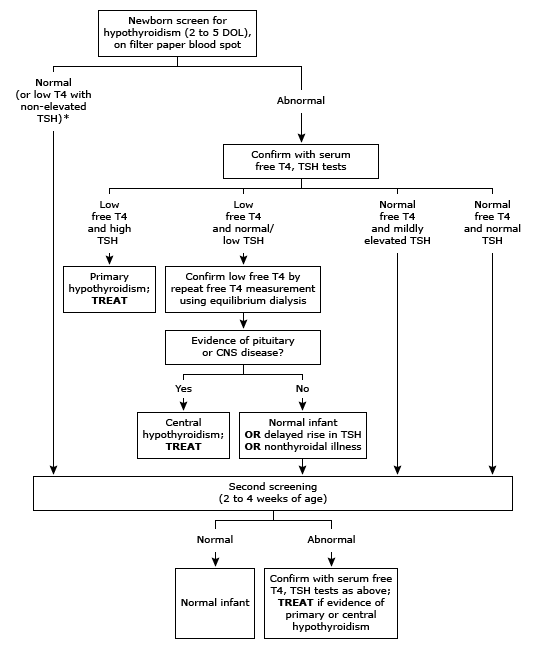 Newborn screen for
hypothyroidism (2 to 5 DOL),
on filter paper blood spot
Normal
(or low T4 with
non-elevated
TSH)*
Abnormal
Confirm with serum
free T4, TSH tests
Low
free T4
and high
TSH
Low
free T4
and normal/
low TSH
Normal
free T4
and mildly
elevated TSH
Normal
free T4
and normal
TSH
Primary
hypothyroidism;
TREAT
Confirm low free T4 by
repeat free T4 measurement
using equilibrium dialysis
Evidence of pituitary
or CNS disease?
Yes
No
Central
hypothyroidism;
TREAT
Normal infant
OR delayed rise in TSH
OR nonthyroidal illness
Second screening
(2 to 4 weeks of age)
Normal
Abnormal
Normal infant
Confirm with serum free
T4, TSH tests as above;
TREAT if evidence of
primary or central
hypothyroidism